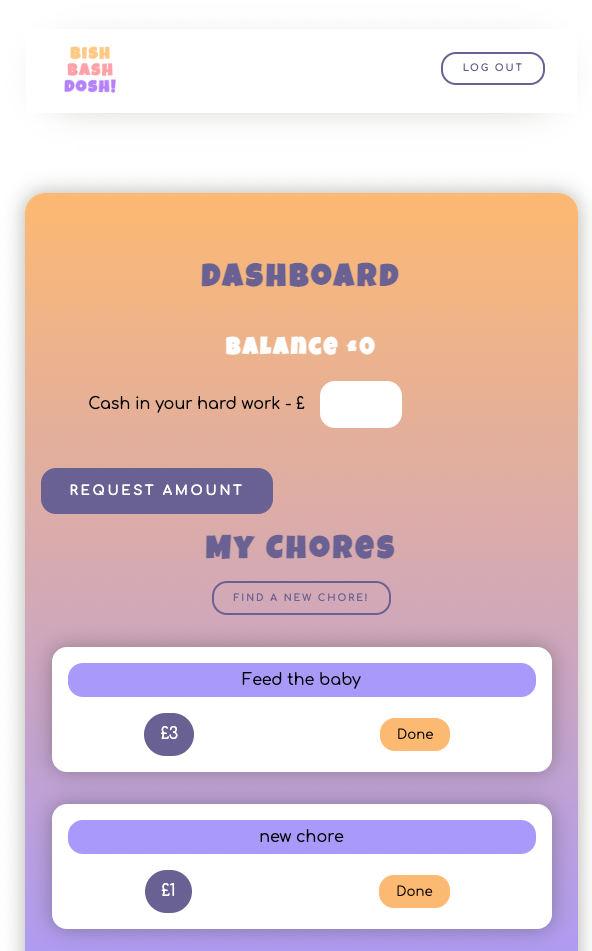 BISH
BASH
DOSH!
LOG OUT
DASHBOARD
BALANCE £0
Cash in your hard work - £
REQUEST AMOUNT
MY CHORES
FIND A NEW CHORE!
Feed the baby
£3
Done
new chore
£1
Done